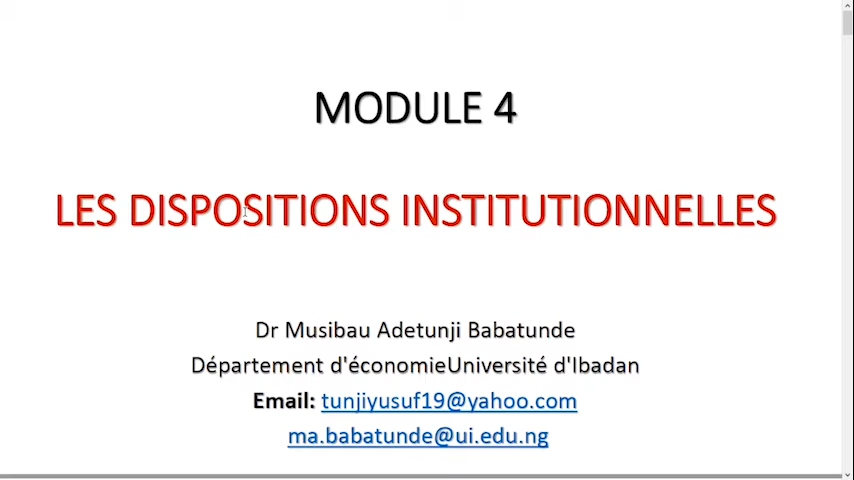 MODULE 4
LES DISPOSITIONS INSTITUTIONNELLES
Dr Musibau Adetunji Babatunde
Département d'économieUniversité d'Ibadan
Email: tunjiyusuf19@yahoo.com
ma.babatunde@ui.edu.ng